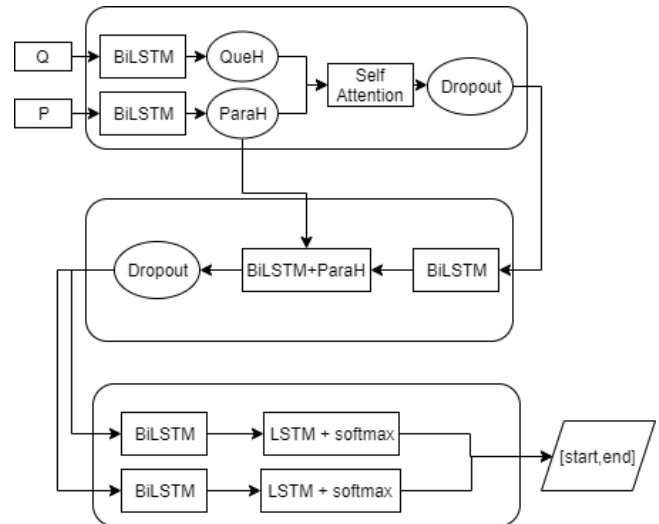 Q
BiLSTM
QueH
Self
Attention
Dropout
P
BiLSTM
ParaH
Dropout
BiLSTM+ParaH
BiLSTM
BiLSTM
LSTM + softmax
[start,end]
BiLSTM
LSTM + softmax